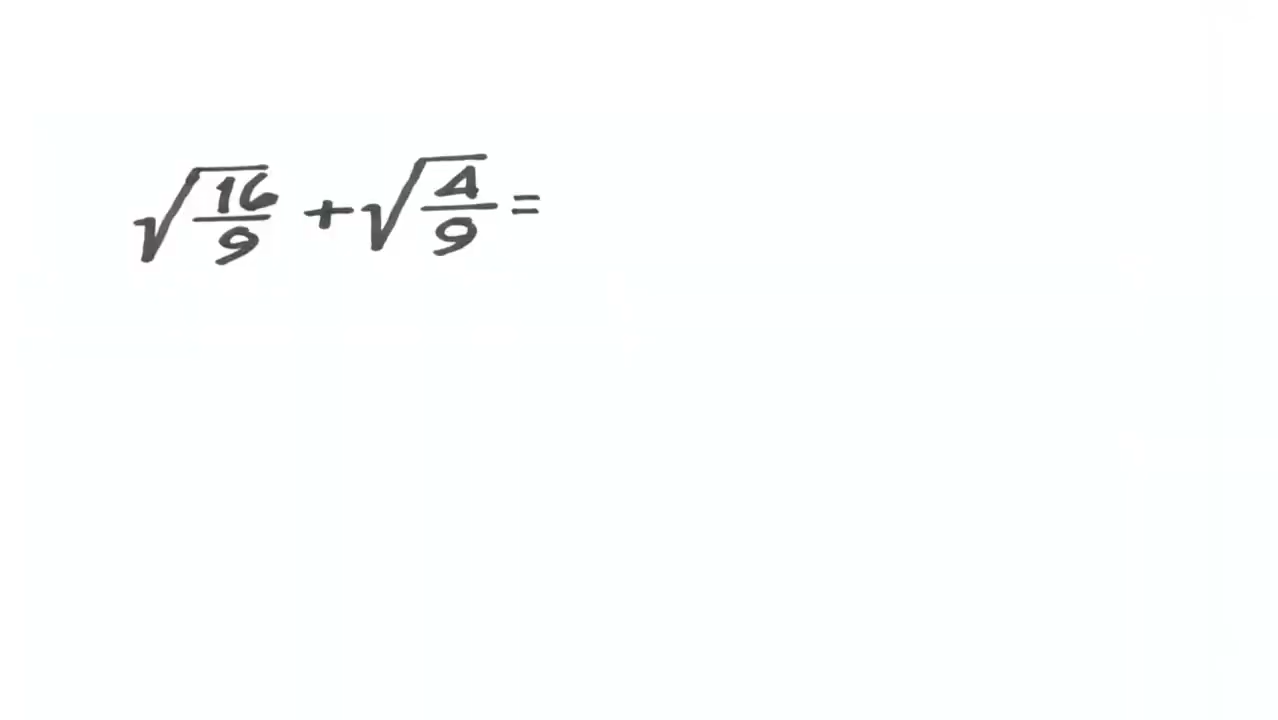 √(16/9) + √(4/9) =